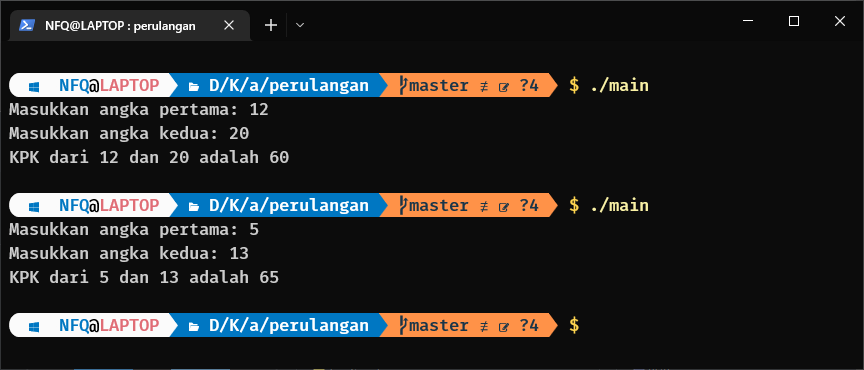 NFQ@LAPTOP : perulangan
NFQ@LAPTOP D/K/a/perulangan master ≢ ?4 $ ./main
Masukkan angka pertama: 12
Masukkan angka kedua: 20
KPK dari 12 dan 20 adalah 60
NFQ@LAPTOP D/K/a/perulangan master ≢ ?4 $ ./main
Masukkan angka pertama: 5
Masukkan angka kedua: 13
KPK dari 5 dan 13 adalah 65
NFQ@LAPTOP D/K/a/perulangan master ≢ ?4 $